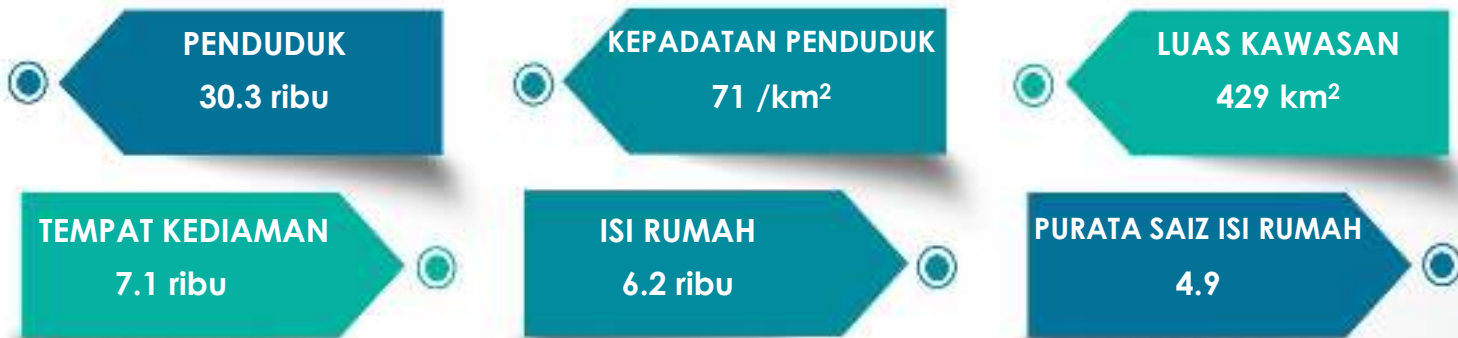 PENDUDUK
30.3 ribu
KEPADATAN PENDUDUK
71 /km²
LUAS KAWASAN
429 km²
TEMPAT KEDIAMAN
7.1 ribu
ISI RUMAH
6.2 ribu
PURATA SAIZ ISI RUMAH
4.9